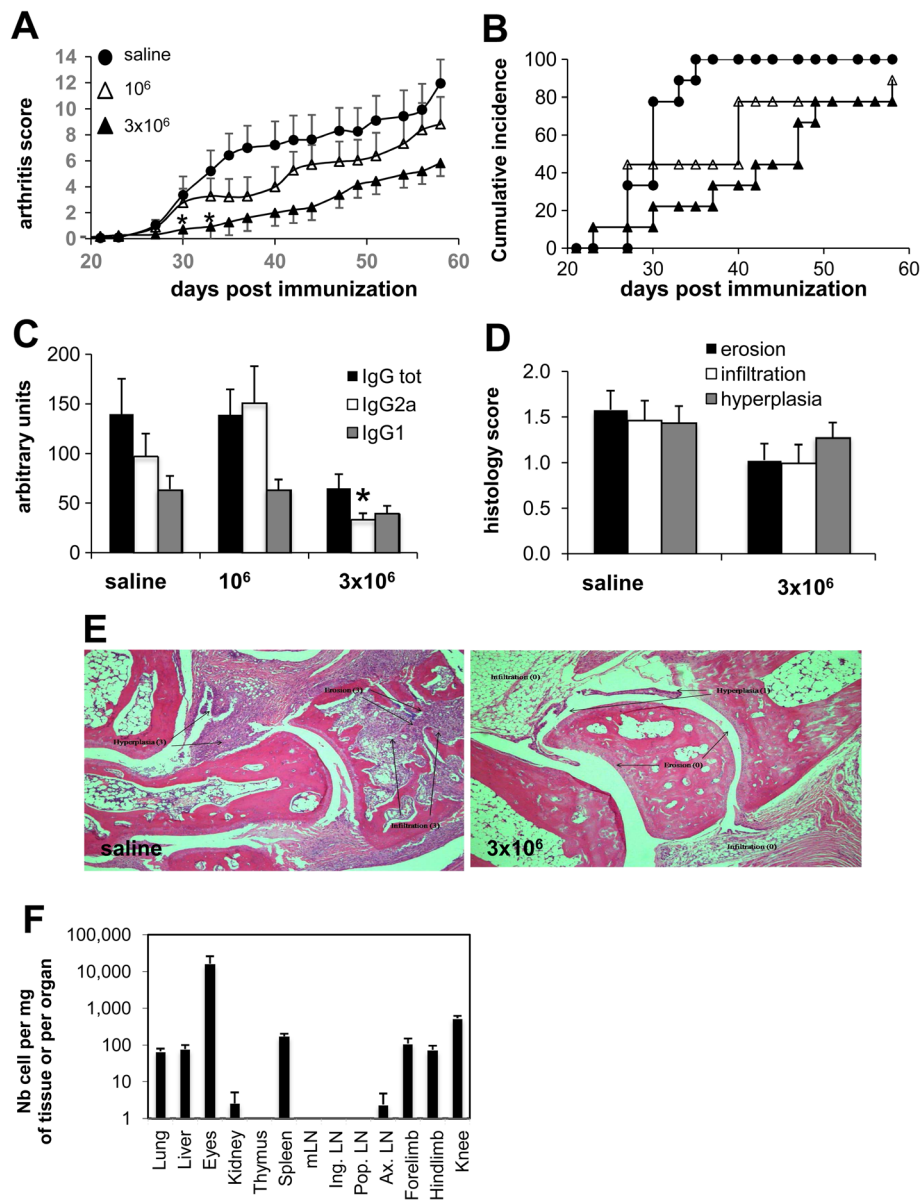 A
saline
10⁶
3x10⁶
arthritis score
14
12
10
8
6
4
2
0
*
*
20 30 40 50 60
days post immunization
B
Cumulative incidence
100
80
60
40
20
0
20 30 40 50 60
days post immunization
C
arbitrary units
200
150
100
50
0
IgG tot
IgG2a
IgG1
*
saline 10⁶ 3x10⁶
D
histology score
2.0
1.5
1.0
0.5
0.0
erosion
infiltration
hyperplasia
saline 3x10⁶
E
Erosion (3)
Hyperplasia (3)
Infiltration (3)
saline
Infiltration (0)
Hyperplasia (1)
Erosion (0)
Infiltration (0)
3x10⁶
F
Nb cell per mg
of tissue or per organ
100,000
10,000
1,000
100
10
1
Lung
Liver
Eyes
Kidney
Thymus
Spleen
mLN
Ing. LN
Pop. LN
Ax. LN
Forelimb
Hindlimb
Knee